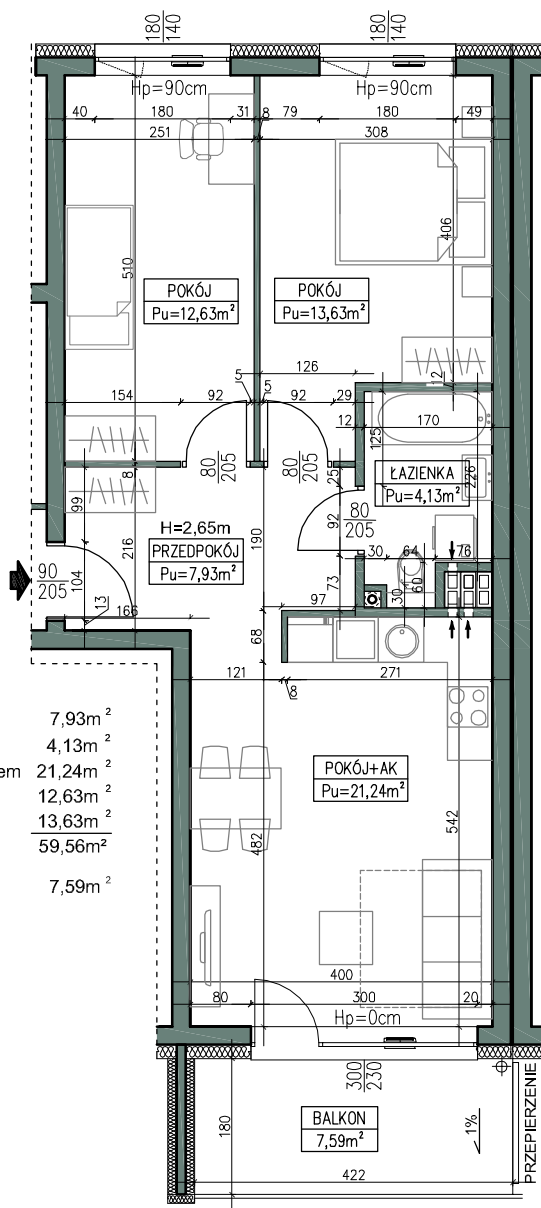 180
140
180
140
Hp=90cm
Hp=90cm
40
180
31
8
79
180
49
251
308
406
510
POKÓJ
Pu=12,63m²
POKÓJ
Pu=13,63m²
126
12
154
92
5
5
92
29
12
170
125
80
205
80
205
25
ŁAZIENKA
Pu=4,13m²
226
8
99
216
H=2,65m
PRZEDPOKÓJ
Pu=7,93m²
190
80
205
92
90
205
104
30
64
76
73
60
30
13
166
97
68
121
8
271
7,93m²
4,13m²
em 21,24m²
12,63m²
13,63m²
59,56m²
7,59m²
POKÓJ+AK
Pu=21,24m²
482
542
400
80
300
20
Hp=0cm
300
230
BALKON
7,59m²
180
1%
PRZEPIERZENIE
422